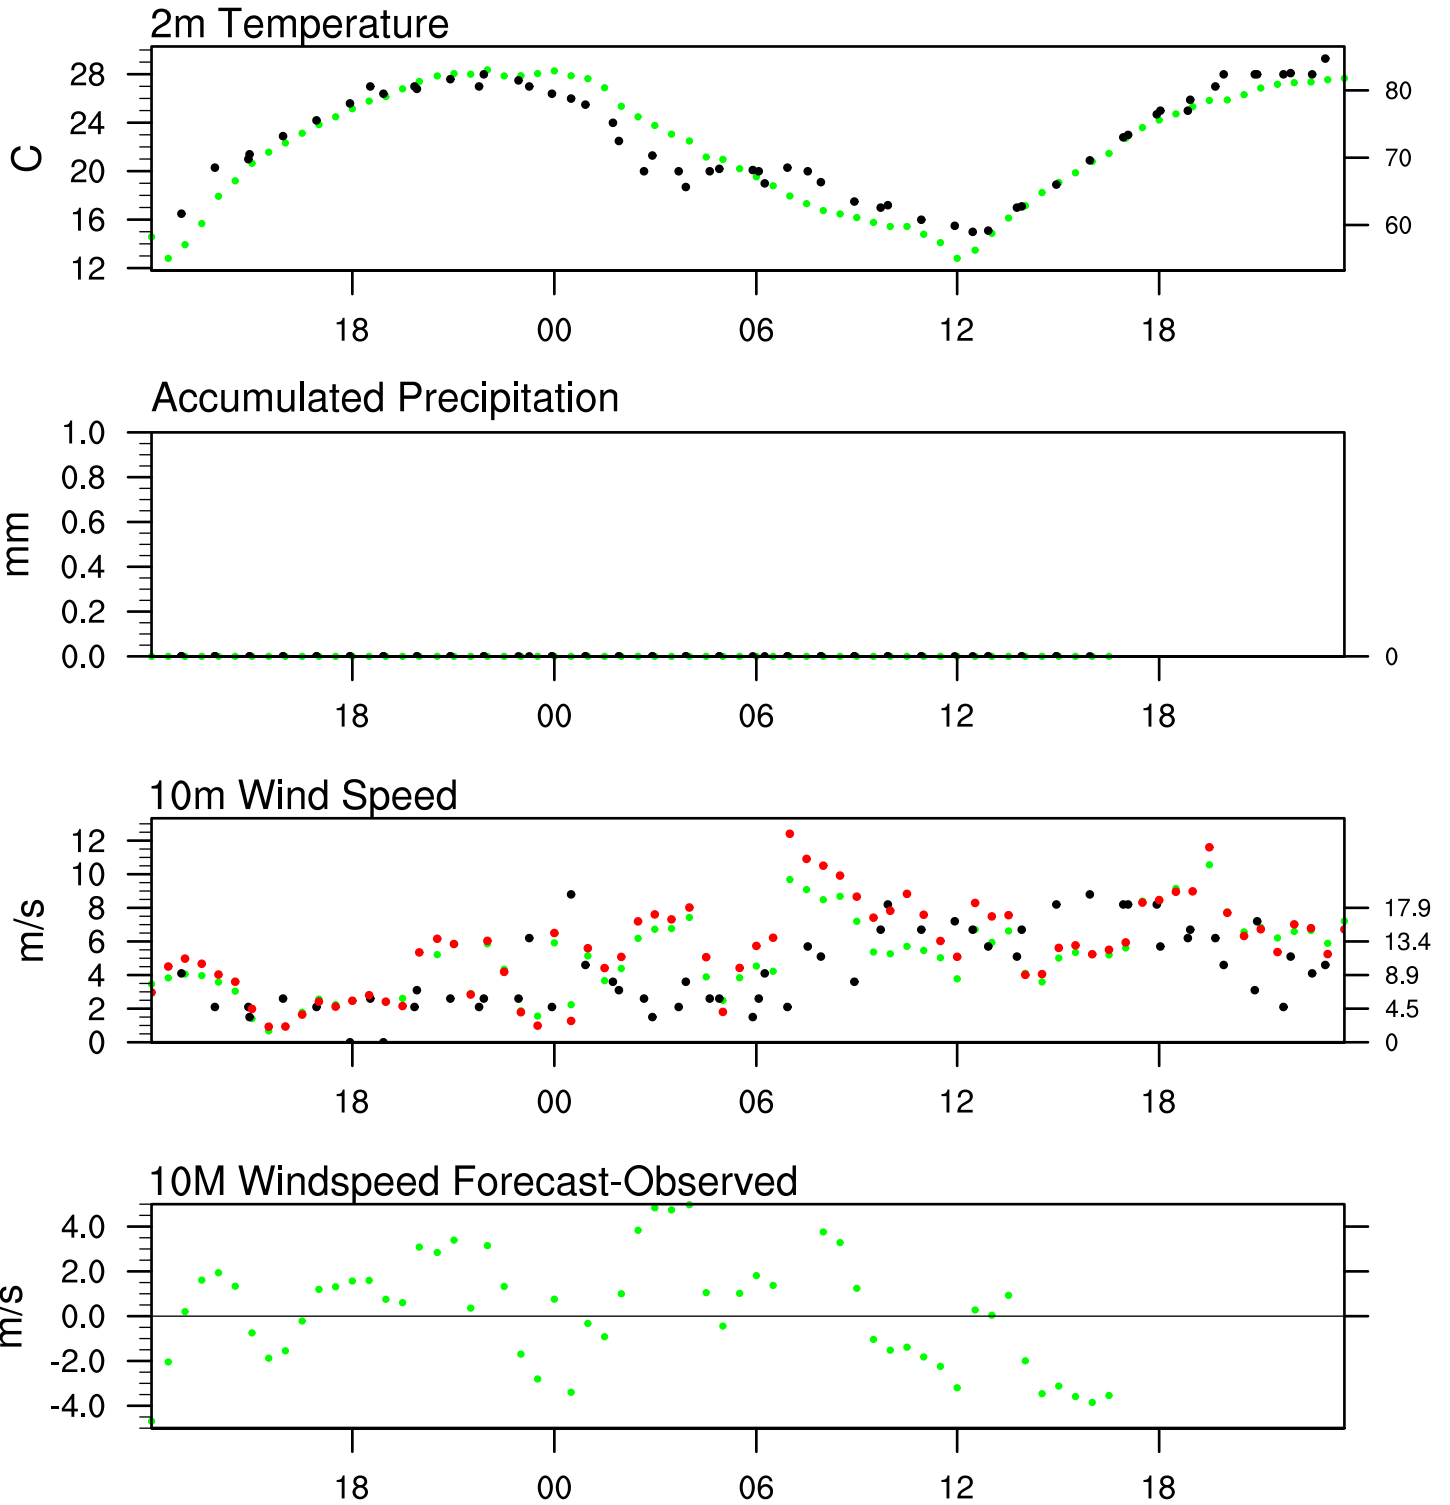 2m Temperature
28
24
20
16
12
C
80
70
60
18 00 06 12 18
Accumulated Precipitation
1.0
0.8
0.6
0.4
0.2
0.0
mm
0
18 00 06 12 18
10m Wind Speed
12
10
8
6
4
2
0
m/s
17.9
13.4
8.9
4.5
0
18 00 06 12 18
10M Windspeed Forecast-Observed
4.0
2.0
0.0
-2.0
-4.0
m/s
18 00 06 12 18